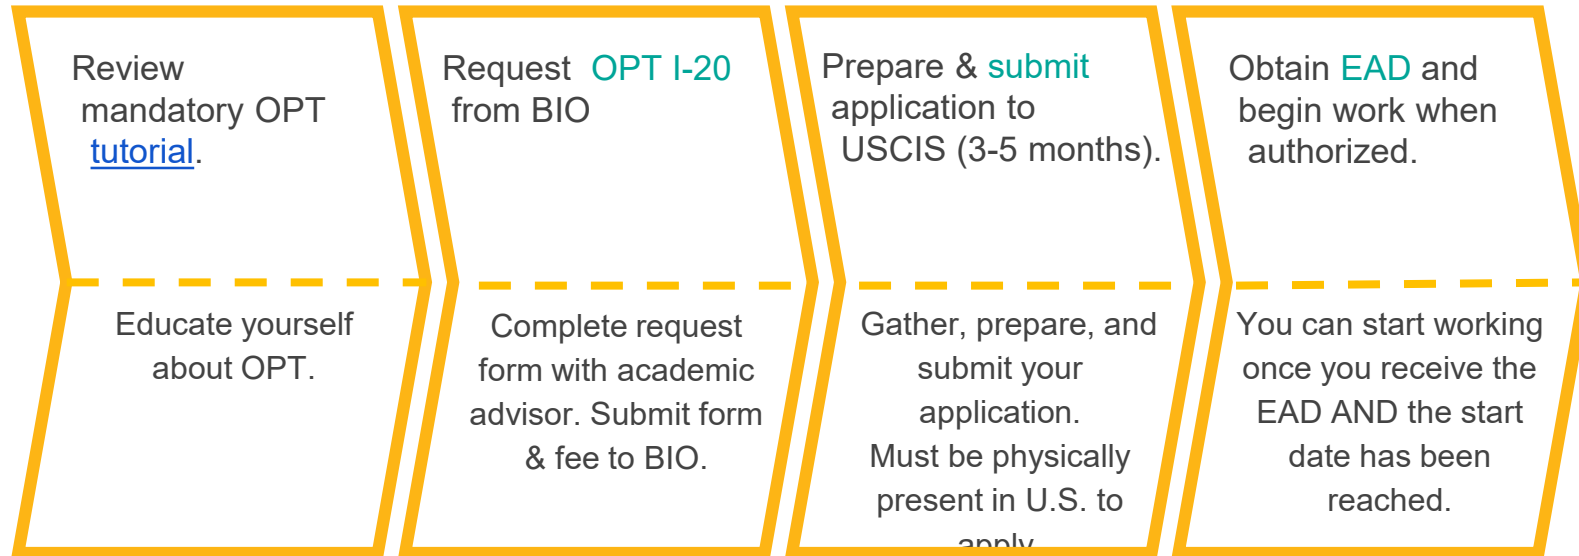 Review
mandatory OPT
tutorial.
Educate yourself
about OPT.
Request OPT I-20
from BIO
Complete request
form with academic
advisor. Submit form
& fee to BIO.
Prepare & submit
application to
USCIS (3-5 months).
Gather, prepare, and
submit your
application.
Must be physically
present in U.S. to
apply
Obtain EAD and
begin work when
authorized.
You can start working
once you receive the
EAD AND the start
date has been
reached.